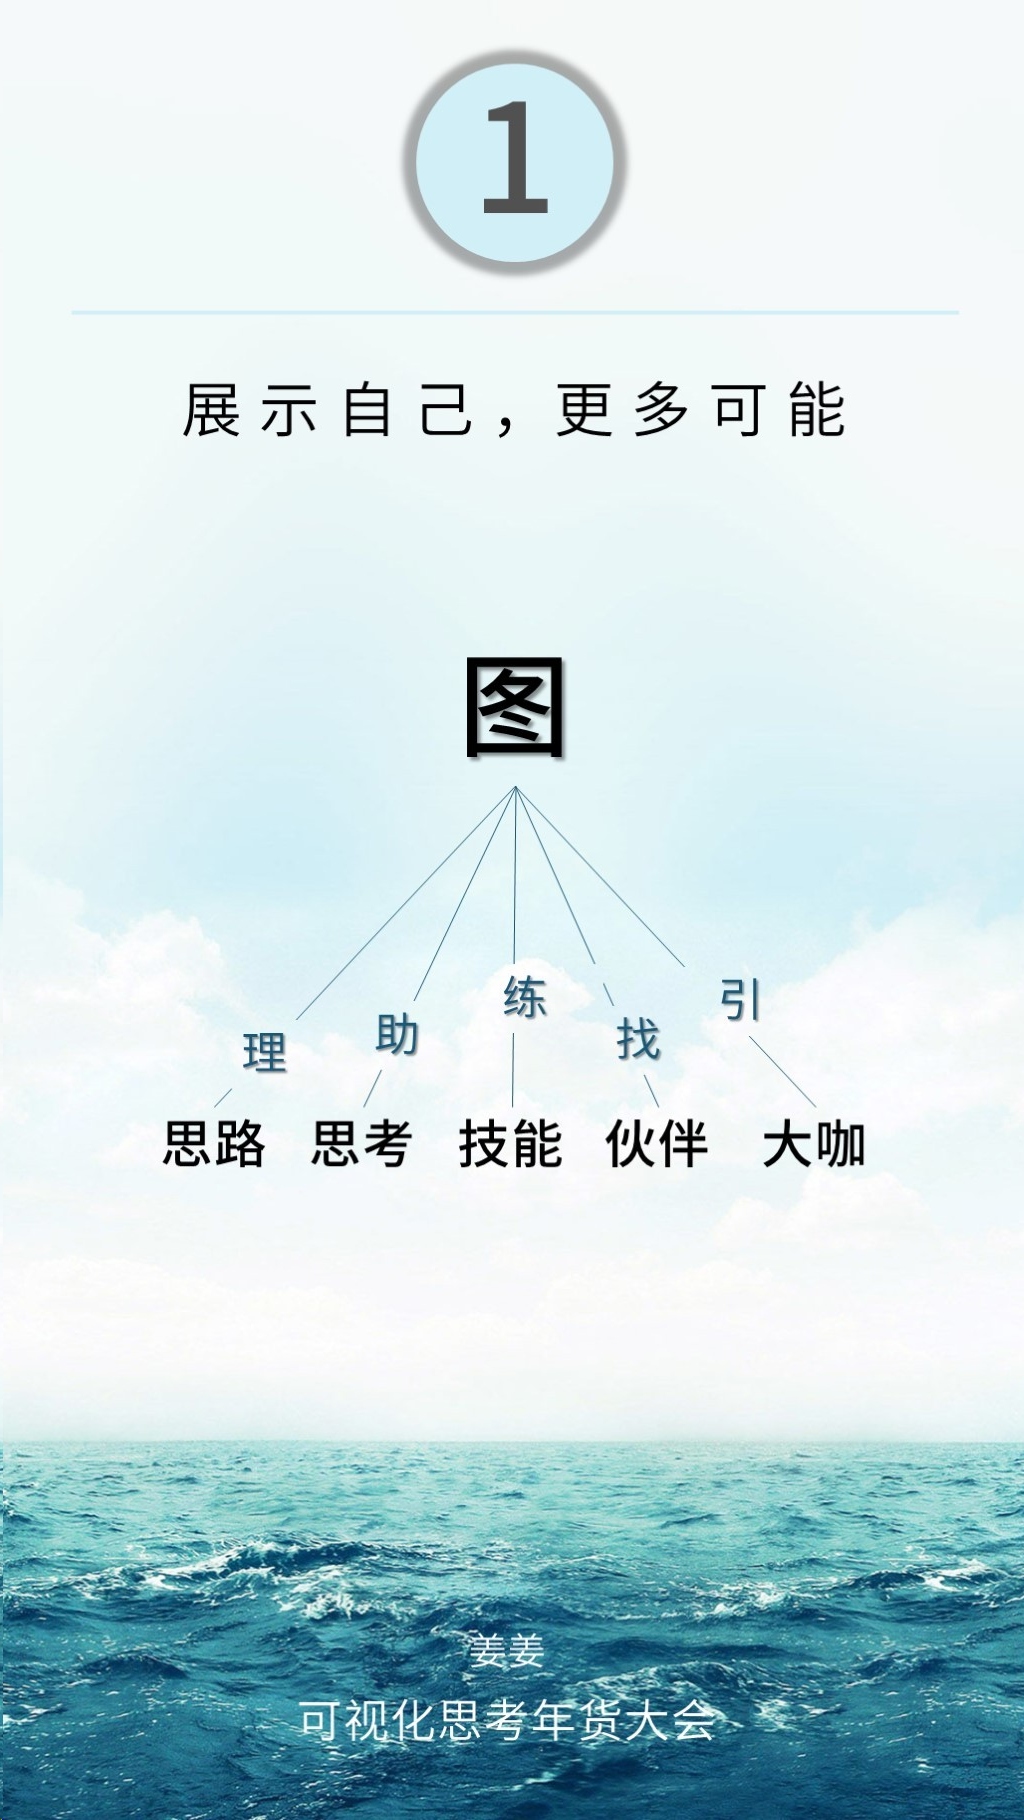 1
展示自己，更多可能
图
理 助 练 找 引
思路 思考 技能 伙伴 大咖
姜姜
可视化思考年货大会